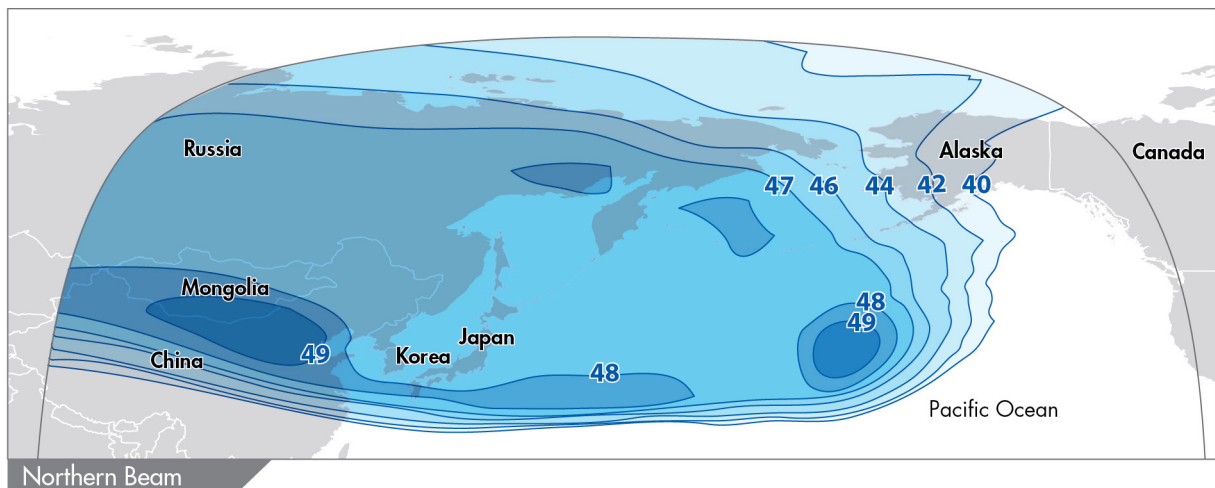 Russia
Alaska
Canada
47
46
44
42
40
Mongolia
48
49
Japan
49
Korea
China
48
Pacific Ocean
Northern Beam